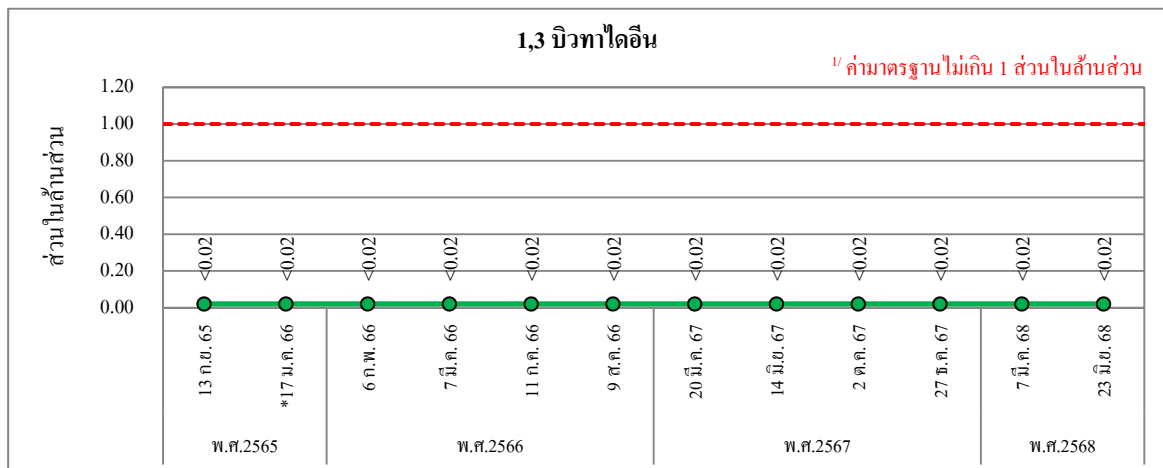 1,3 บิวทาไดอีน
1/ ค่ามาตรฐานไม่เกิน 1 ส่วนในล้านส่วน
ส่วนในล้านส่วน
1.20
1.00
0.80
0.60
0.40
0.20
0.00
<0.02
<0.02
<0.02
<0.02
<0.02
<0.02
<0.02
<0.02
<0.02
<0.02
<0.02
<0.02
13 ก.ย. 65
*17 ม.ค. 66
6 ก.พ. 66
7 มี.ค. 66
11 ก.ค. 66
9 ส.ค. 66
20 มี.ค. 67
14 มิ.ย. 67
2 ต.ค. 67
27 ธ.ค. 67
7 มี.ค. 68
23 มิ.ย. 68
พ.ศ.2565
พ.ศ.2566
พ.ศ.2567
พ.ศ.2568